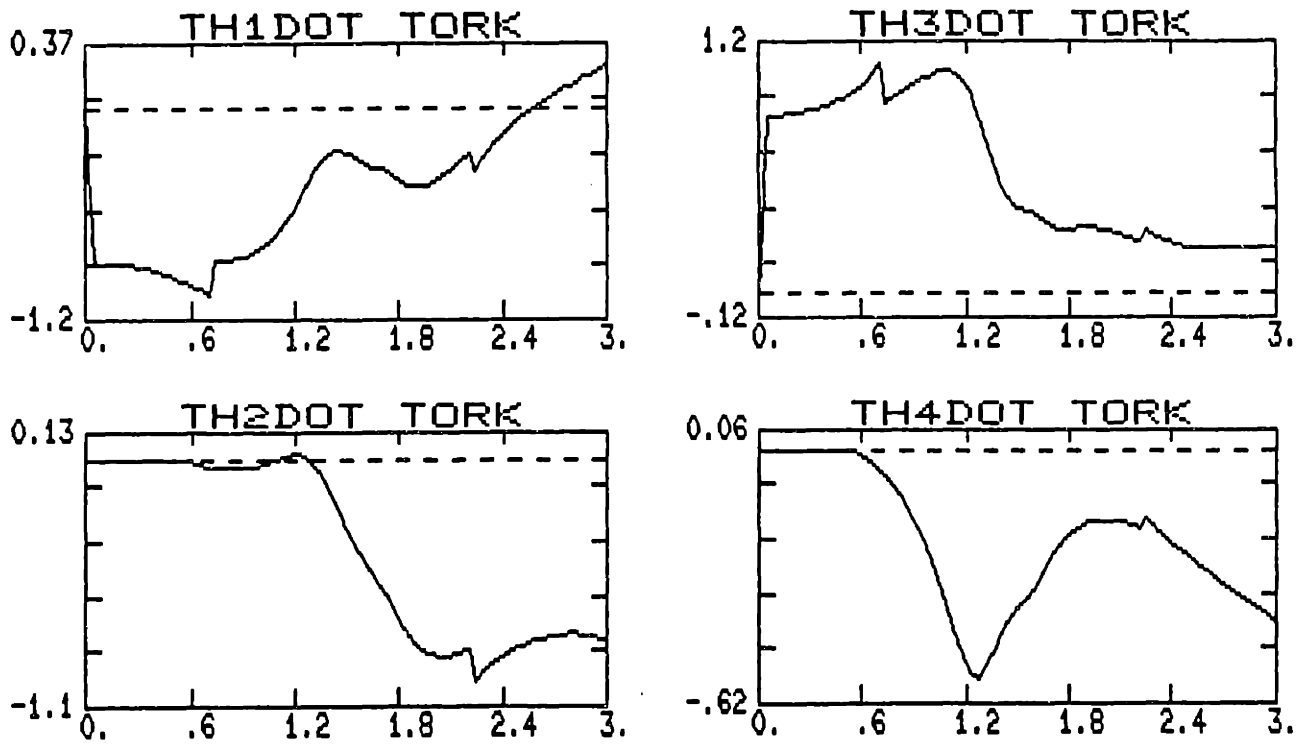 TH1DOT TORK
0.37
-1.2
0. .6 1.2 1.8 2.4 3.
TH3DOT TORK
1.2
-.12
0. .6 1.2 1.8 2.4 3.
TH2DOT TORK
0.13
-1.1
0. .6 1.2 1.8 2.4 3.
TH4DOT TORK
0.06
-.62
0. .6 1.2 1.8 2.4 3.